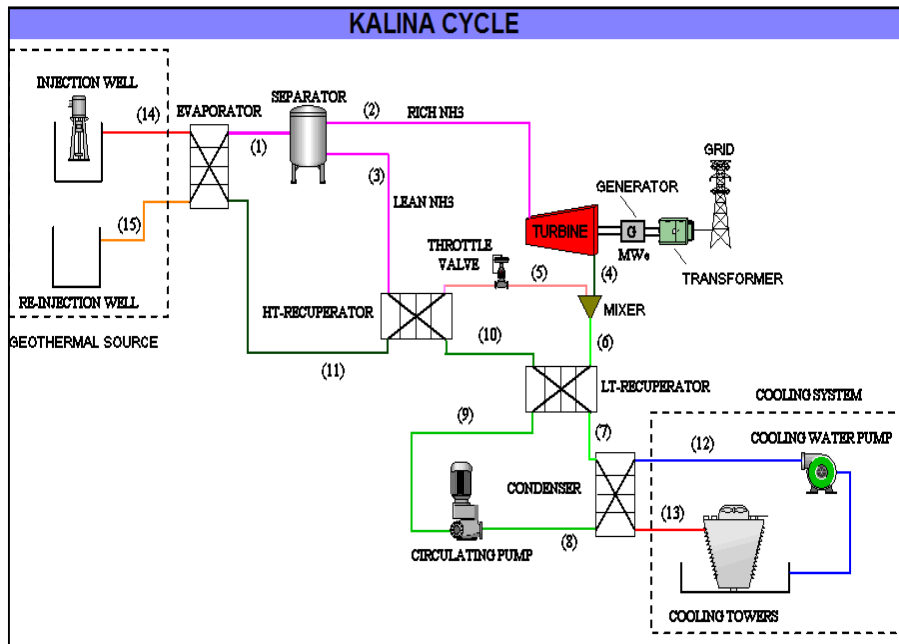 KALINA CYCLE
INJECTION WELL
(14)
EVAPORATOR
SEPARATOR
(1)
(2)
RICH NH3
(3)
LEAN NH3
(15)
RE-INJECTION WELL
GEOTHERMAL SOURCE
GRID
GENERATOR
TURBINE
G
MWe
TRANSFORMER
THROTTLE
VALVE
(5)
(4)
MIXER
HT-RECUPERATOR
(10)
(6)
(11)
LT-RECUPERATOR
(9)
(7)
COOLING SYSTEM
(12)
COOLING WATER PUMP
CONDENSER
(13)
(8)
CIRCULATING PUMP
COOLING TOWERS